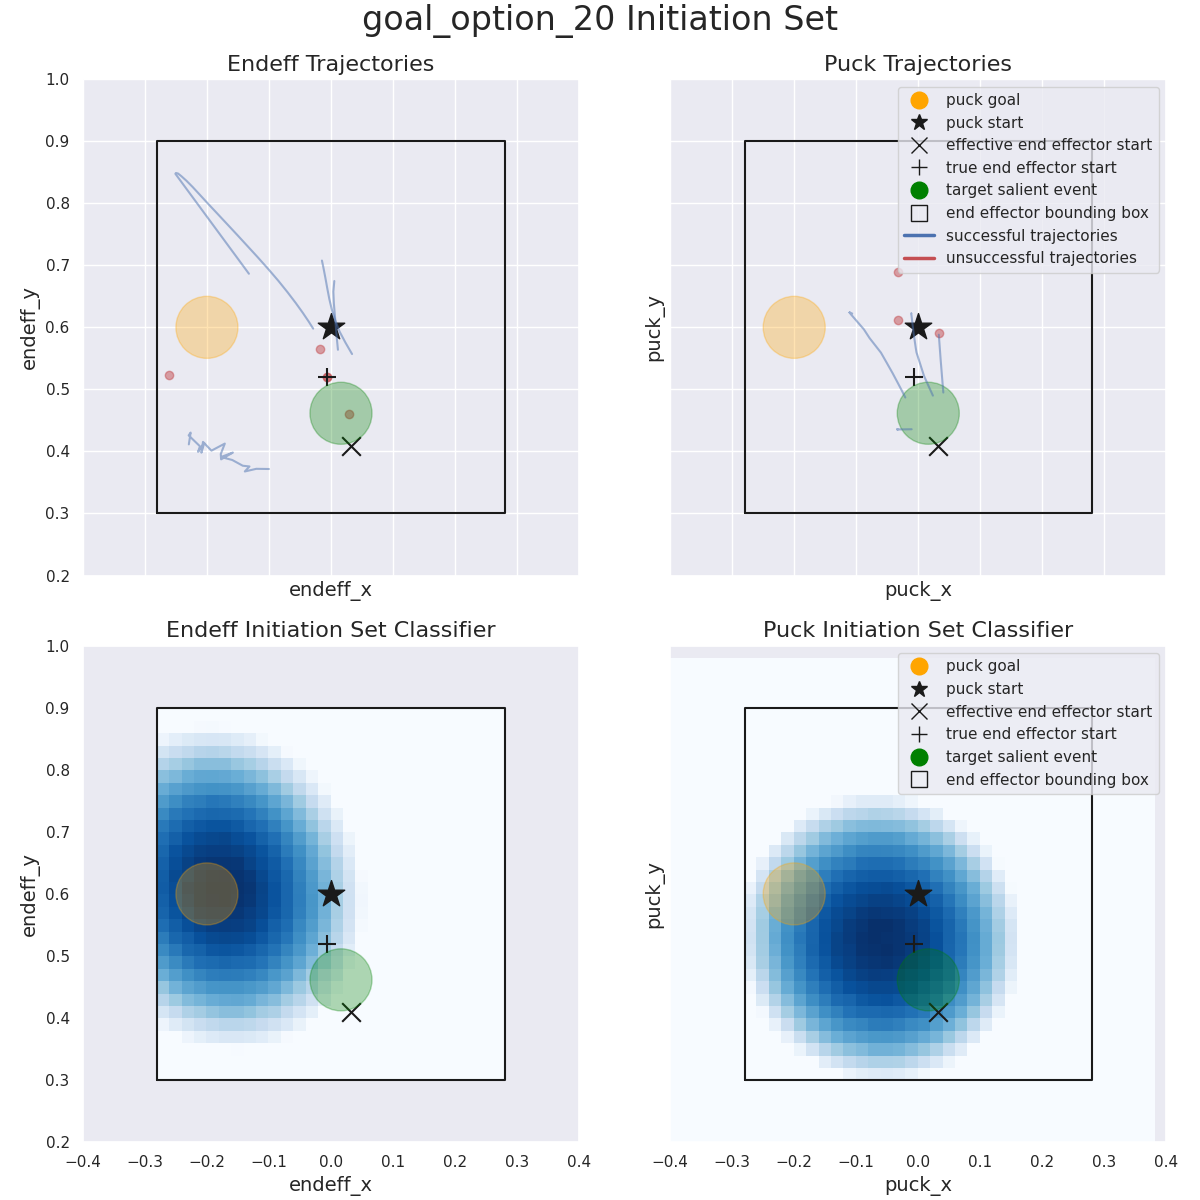 goal_option_20 Initiation Set
Endeff Trajectories
1.0
0.9
0.8
0.7
0.6
0.5
0.4
0.3
0.2
endeff_y
endeff_x
Puck Trajectories
puck goal
puck start
effective end effector start
true end effector start
target salient event
end effector bounding box
successful trajectories
unsuccessful trajectories
puck_y
puck_x
Endeff Initiation Set Classifier
1.0
0.9
0.8
0.7
0.6
0.5
0.4
0.3
0.2
endeff_y
−0.4 −0.3 −0.2 −0.1 0.0 0.1 0.2 0.3 0.4
endeff_x
Puck Initiation Set Classifier
puck goal
puck start
effective end effector start
true end effector start
target salient event
end effector bounding box
puck_y
−0.4 −0.3 −0.2 −0.1 0.0 0.1 0.2 0.3 0.4
puck_x